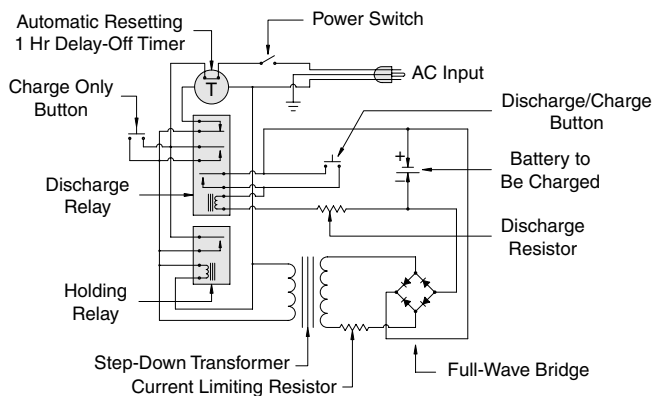 Automatic Resetting
1 Hr Delay-Off Timer
Power Switch
T
AC Input
Charge Only
Button
Discharge/Charge
Button
+
−
Battery to
Be Charged
Discharge
Relay
Discharge
Resistor
Holding
Relay
Step-Down Transformer
Current Limiting Resistor
Full-Wave Bridge